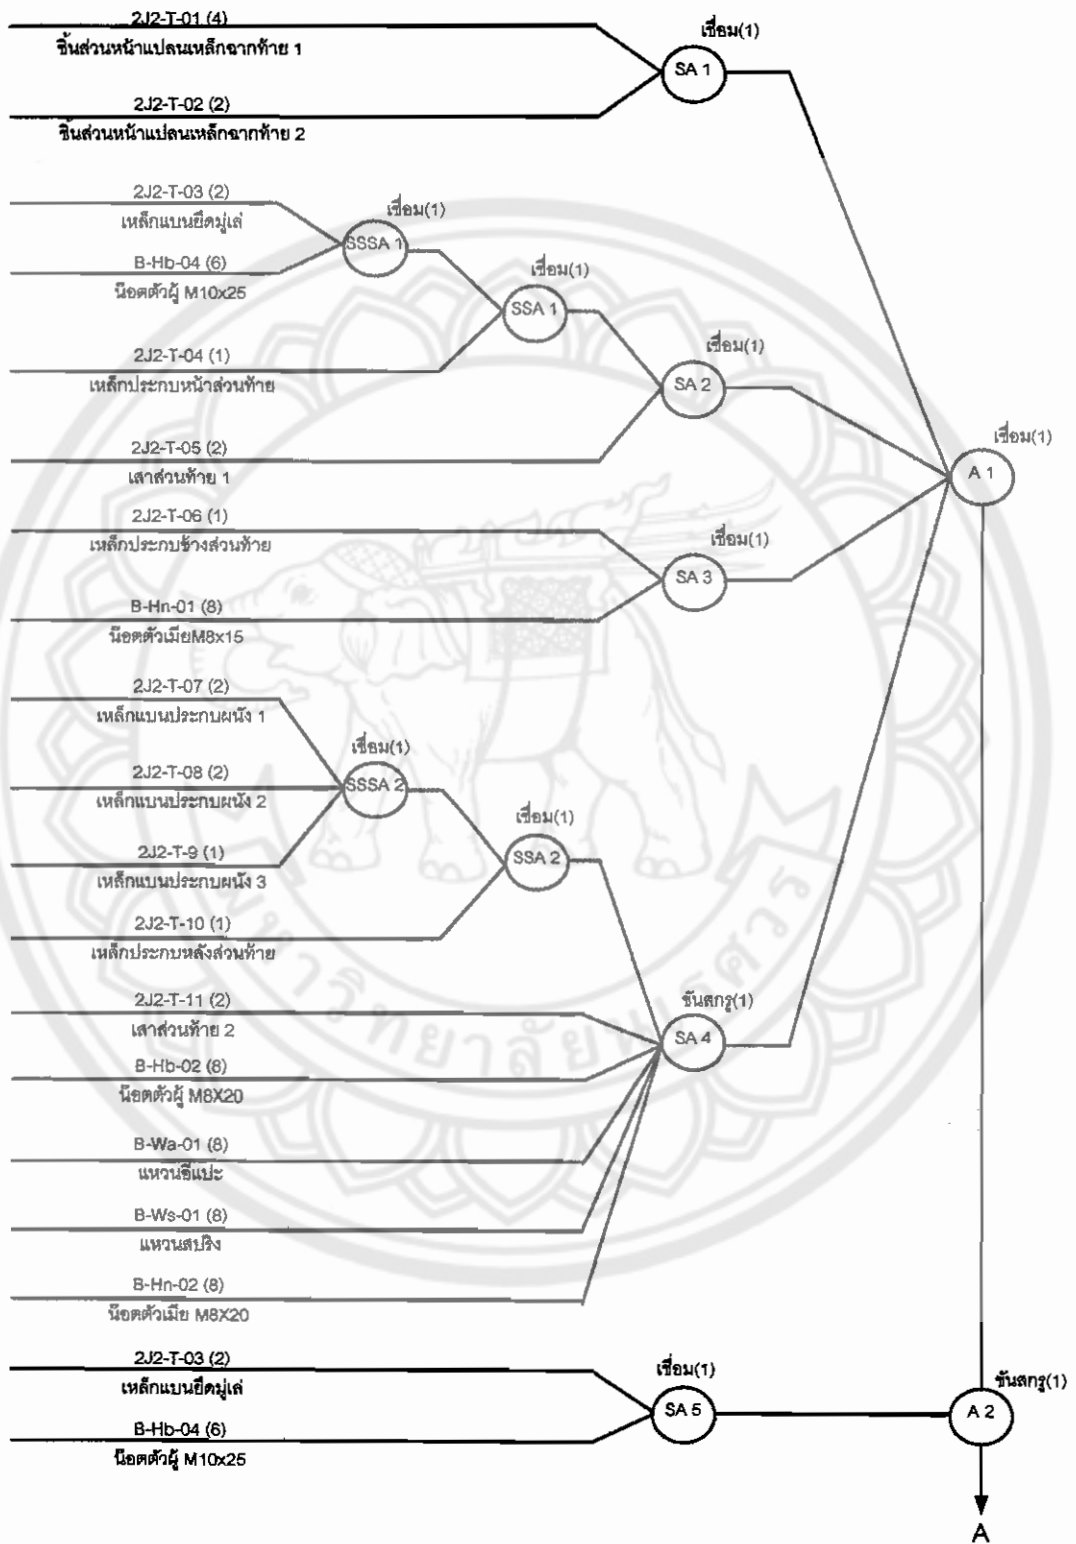 2J2-T-01 (4)
ชิ้นส่วนหน้าแปลนเหล็กฉากท้าย 1
เชื่อม(1)
SA 1
2J2-T-02 (2)
ชิ้นส่วนหน้าแปลนเหล็กฉากท้าย 2
2J2-T-03 (2)
เหล็กแบนยึดมู่เล่
เชื่อม(1)
SSSA 1
B-Hb-04 (6)
น๊อตตัวผู้ M10x25
เชื่อม(1)
SSA 1
2J2-T-04 (1)
เหล็กประกบหน้าส่วนท้าย
เชื่อม(1)
SA 2
2J2-T-05 (2)
เสาส่วนท้าย 1
เชื่อม(1)
A 1
2J2-T-06 (1)
เหล็กประกบข้างส่วนท้าย
เชื่อม(1)
SA 3
B-Hn-01 (8)
น๊อตตัวเมียM8x15
2J2-T-07 (2)
เหล็กแบนประกบผนัง 1
เชื่อม(1)
SSSA 2
2J2-T-08 (2)
เหล็กแบนประกบผนัง 2
เชื่อม(1)
SSA 2
2J2-T-9 (1)
เหล็กแบนประกบผนัง 3
2J2-T-10 (1)
เหล็กประกบหลังส่วนท้าย
2J2-T-11 (2)
เสาส่วนท้าย 2
ขันสกรู(1)
SA 4
B-Hb-02 (8)
น๊อตตัวผู้ M8X20
B-Wa-01 (8)
แหวนอีแปะ
B-Ws-01 (8)
แหวนสปริง
B-Hn-02 (8)
น๊อตตัวเมีย M8X20
2J2-T-03 (2)
เหล็กแบนยึดมู่เล่
เชื่อม(1)
SA 5
ขันสกรู(1)
A 2
B-Hb-04 (6)
น๊อตตัวผู้ M10x25
A
มหาวิทยาลัยนเรศวร